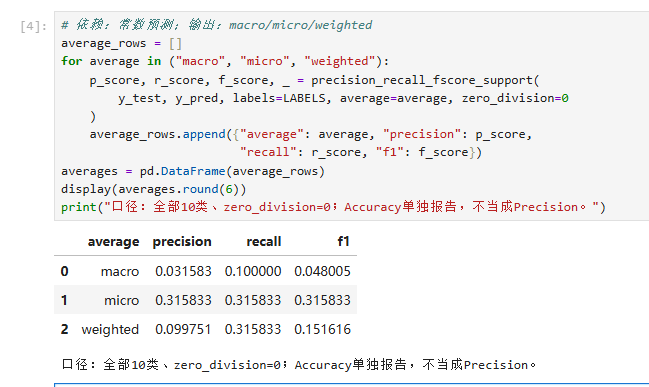 [4]: # 依赖：常数预测；输出：macro/micro/weighted
average_rows = []
for average in ("macro", "micro", "weighted"):
    p_score, r_score, f_score, _ = precision_recall_fscore_support(
        y_test, y_pred, labels=LABELS, average=average, zero_division=0
    )
    average_rows.append({"average": average, "precision": p_score,
                         "recall": r_score, "f1": f_score})
averages = pd.DataFrame(average_rows)
display(averages.round(6))
print("口径：全部10类、zero_division=0；Accuracy单独报告，不当成Precision。")
average precision recall f1
0 macro 0.031583 0.100000 0.048005
1 micro 0.315833 0.315833 0.315833
2 weighted 0.099751 0.315833 0.151616
口径：全部10类、zero_division=0；Accuracy单独报告，不当成Precision。